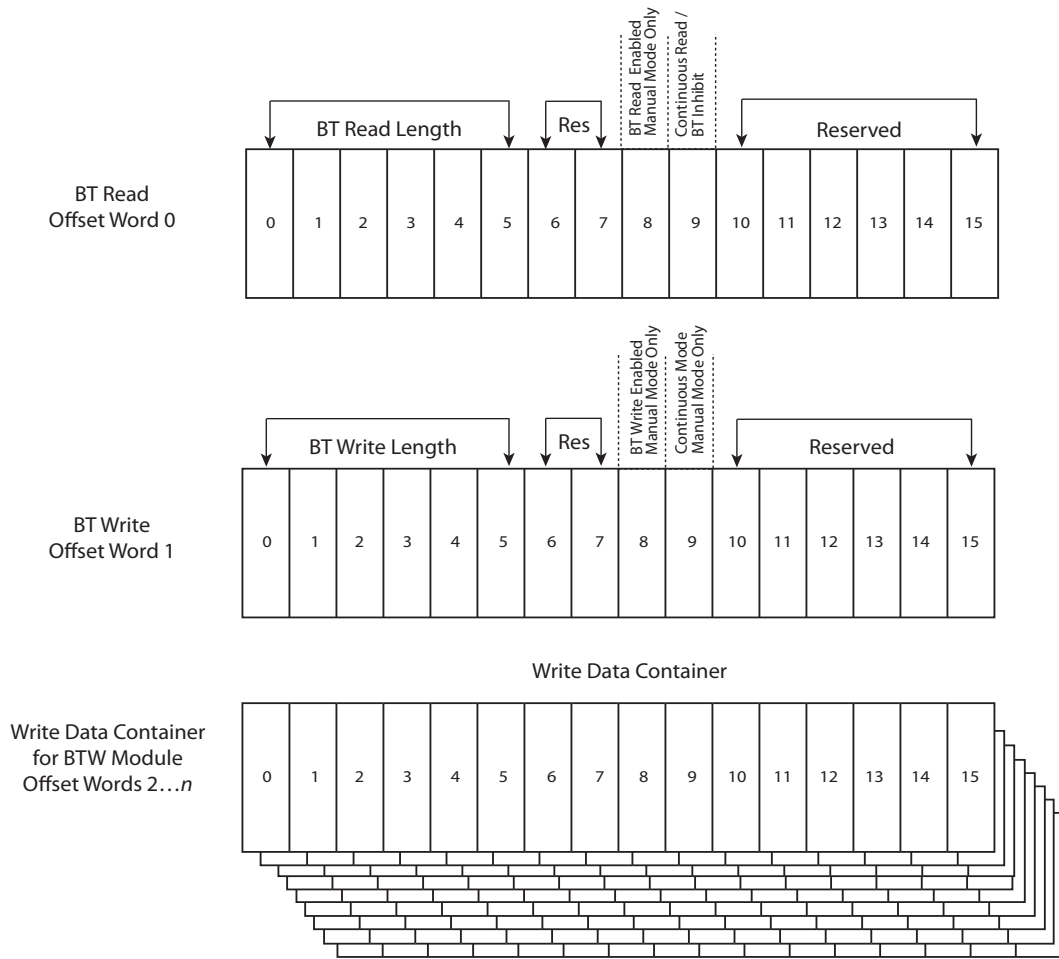 BT Read Enabled
Manual Mode Only
Continuous Read /
BT Inhibit
BT Read Length
Res
Reserved
BT Read
Offset Word 0
0 1 2 3 4 5 6 7 8 9 10 11 12 13 14 15
BT Write Enabled
Manual Mode Only
Continuous Mode
Manual Mode Only
BT Write Length
Res
Reserved
BT Write
Offset Word 1
0 1 2 3 4 5 6 7 8 9 10 11 12 13 14 15
Write Data Container
Write Data Container
for BTW Module
Offset Words 2…n
0 1 2 3 4 5 6 7 8 9 10 11 12 13 14 15